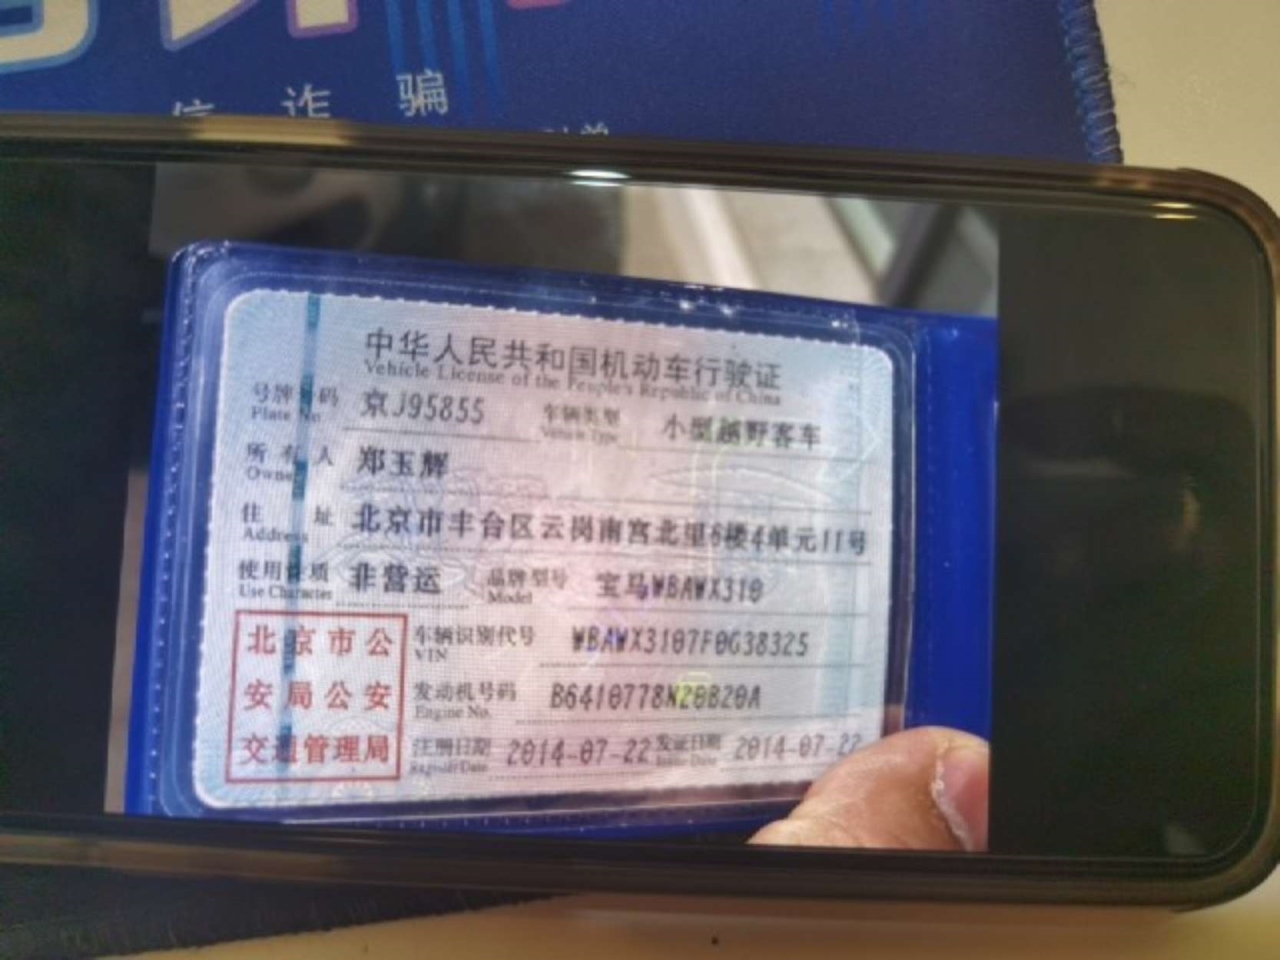 诈骗
中华人民共和国机动车行驶证
Vehicle License of the People's Republic of China
号牌号码 京J95855 车辆类型 小型越野客车
Plate No. Vehicle Type
所有人 郑玉辉
Owner
住址 北京市丰台区云岗南宫北里6楼4单元11号
Address
使用性质 非营运 品牌型号 宝马WBAWX310
Use Character Model
北京市公 车辆识别代号 WBAWX3107F0G38325
VIN
安局公安 发动机号码 B6410778N20B20A
Engine No.
交通管理局 注册日期 2014-07-22 发证日期 2014-07-22
Register Date Issue Date